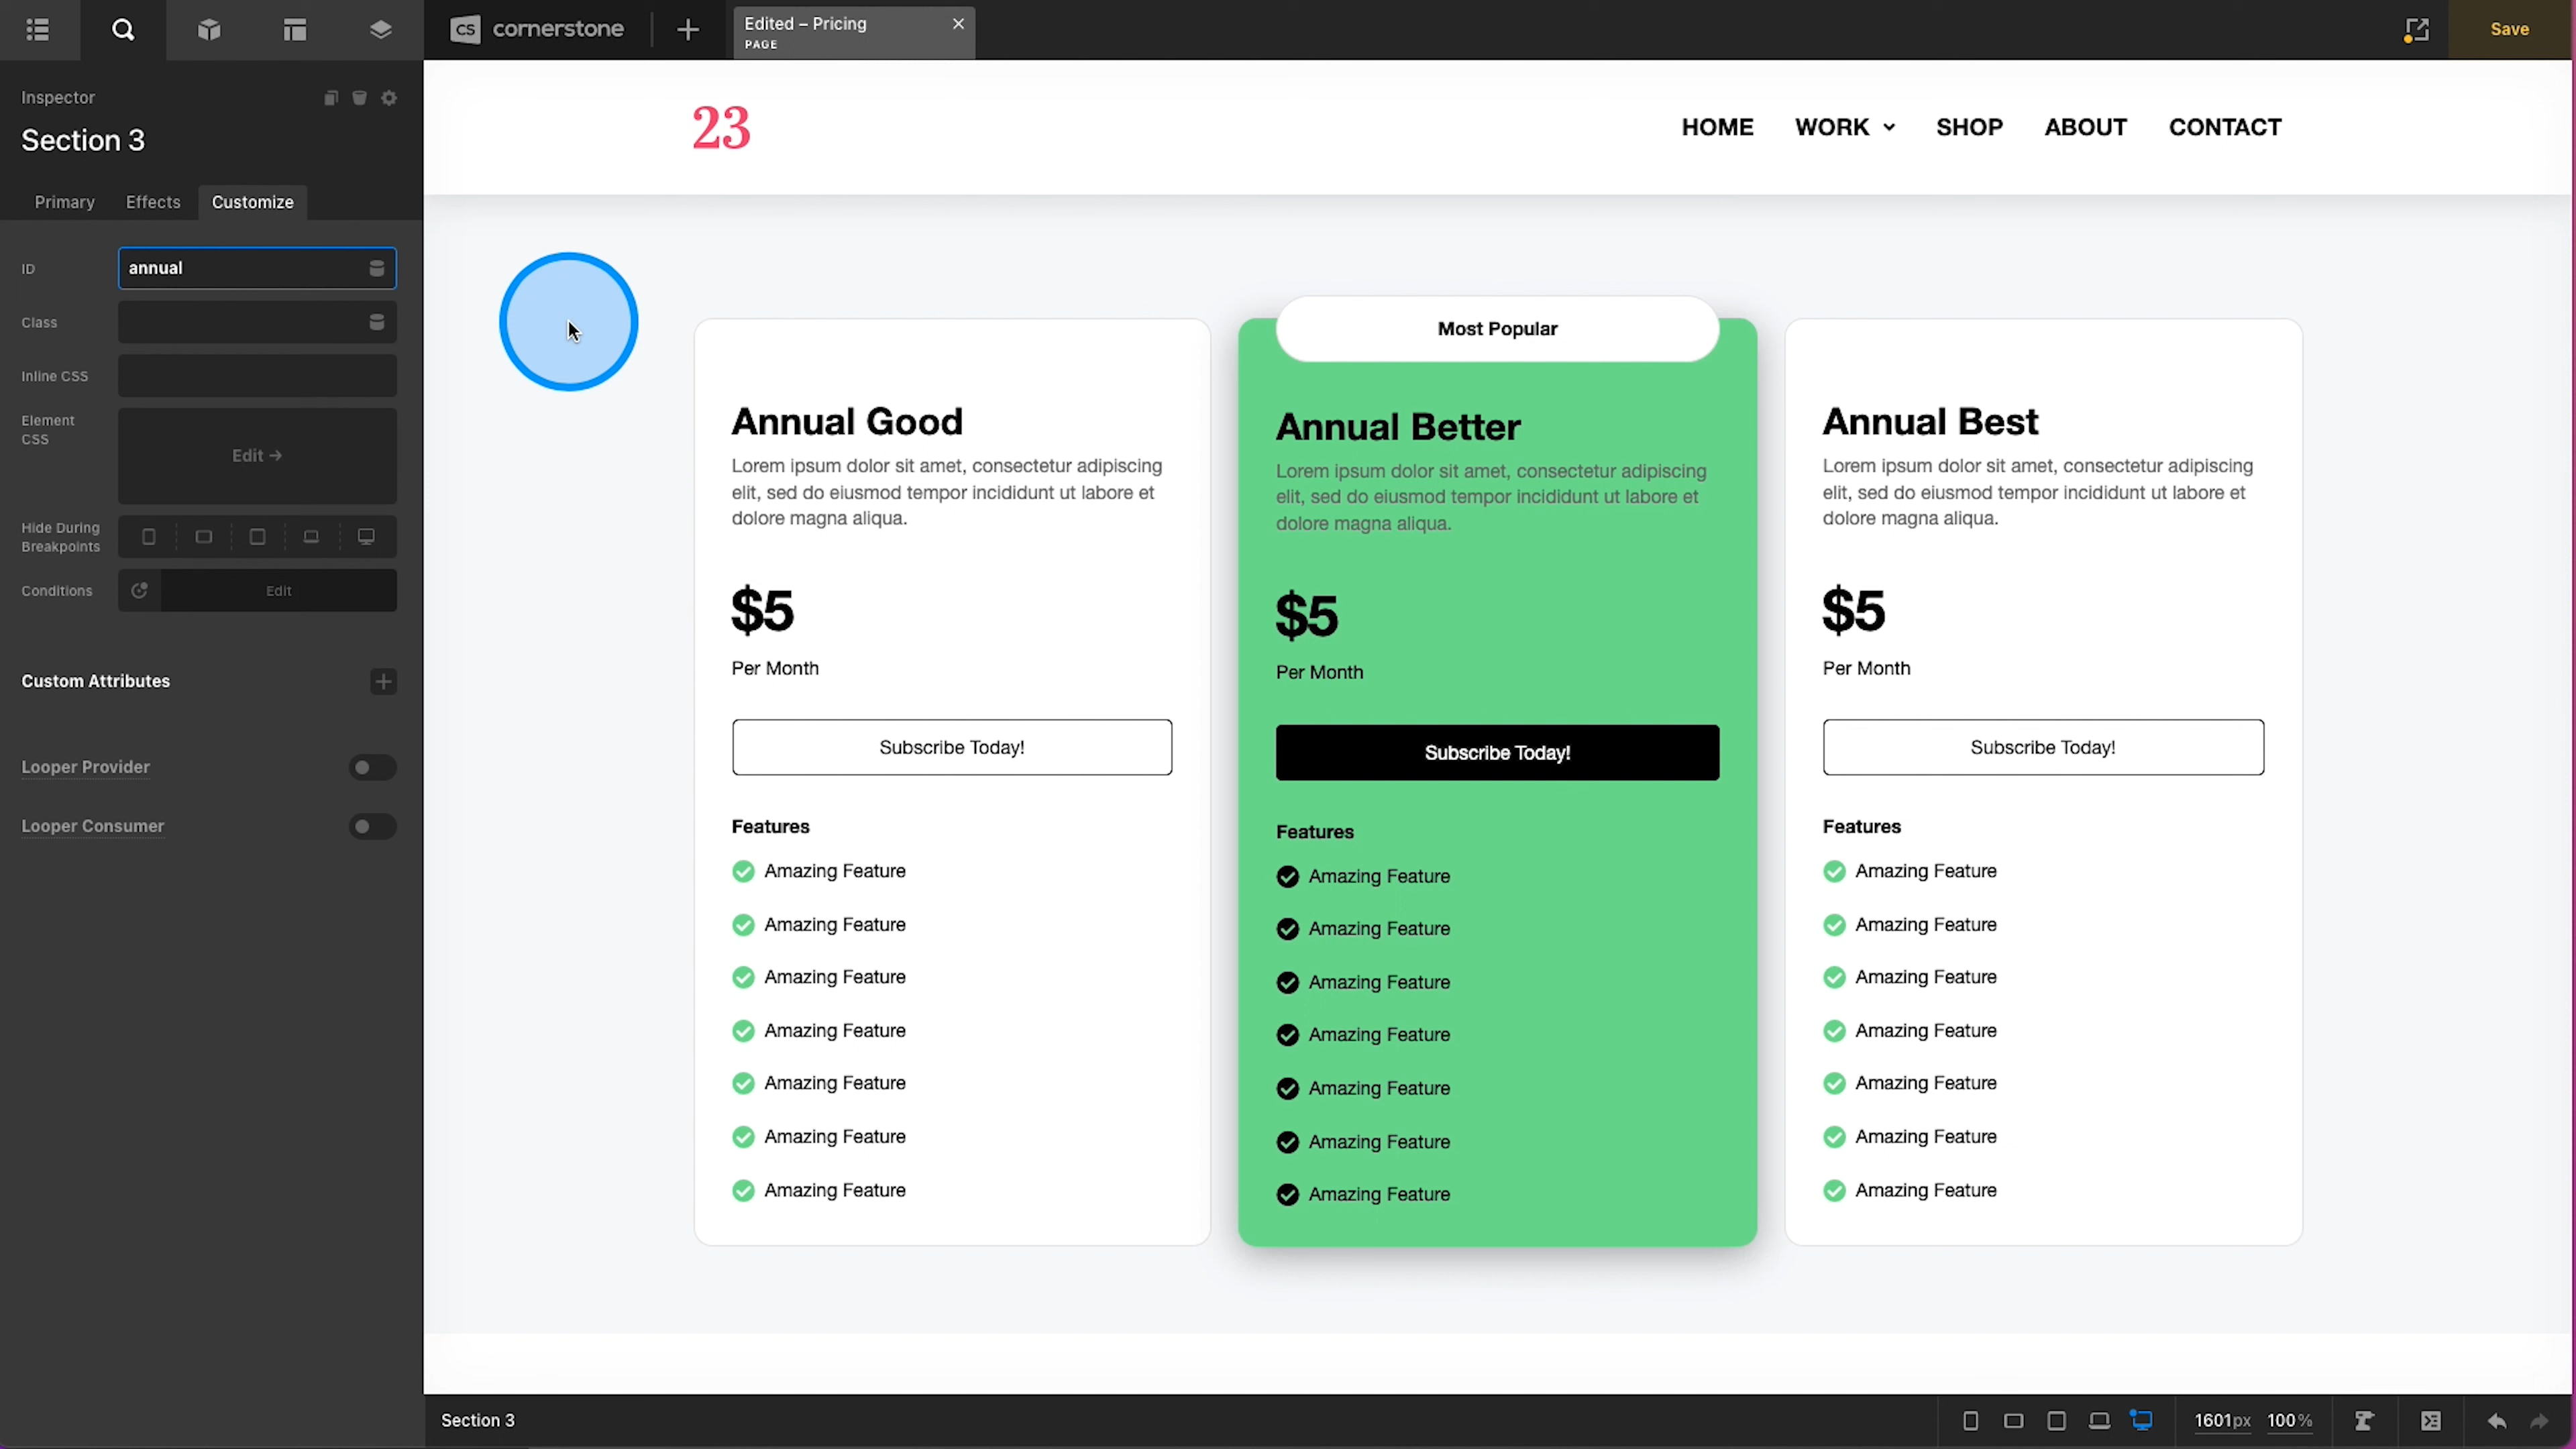 cs cornerstone
Edited – Pricing
PAGE
Save
Inspector
Section 3
Primary Effects Customize
ID annual
Class
Inline CSS
Element
CSS
Edit →
Hide During
Breakpoints
Conditions Edit
Custom Attributes
Looper Provider
Looper Consumer
23
HOME WORK SHOP ABOUT CONTACT
Annual Good
Lorem ipsum dolor sit amet, consectetur adipiscing
elit, sed do eiusmod tempor incididunt ut labore et
dolore magna aliqua.
$5
Per Month
Subscribe Today!
Features
Amazing Feature
Amazing Feature
Amazing Feature
Amazing Feature
Amazing Feature
Amazing Feature
Amazing Feature
Most Popular
Annual Better
Lorem ipsum dolor sit amet, consectetur adipiscing
elit, sed do eiusmod tempor incididunt ut labore et
dolore magna aliqua.
$5
Per Month
Subscribe Today!
Features
Amazing Feature
Amazing Feature
Amazing Feature
Amazing Feature
Amazing Feature
Amazing Feature
Amazing Feature
Annual Best
Lorem ipsum dolor sit amet, consectetur adipiscing
elit, sed do eiusmod tempor incididunt ut labore et
dolore magna aliqua.
$5
Per Month
Subscribe Today!
Features
Amazing Feature
Amazing Feature
Amazing Feature
Amazing Feature
Amazing Feature
Amazing Feature
Amazing Feature
Section 3
1601px 100%